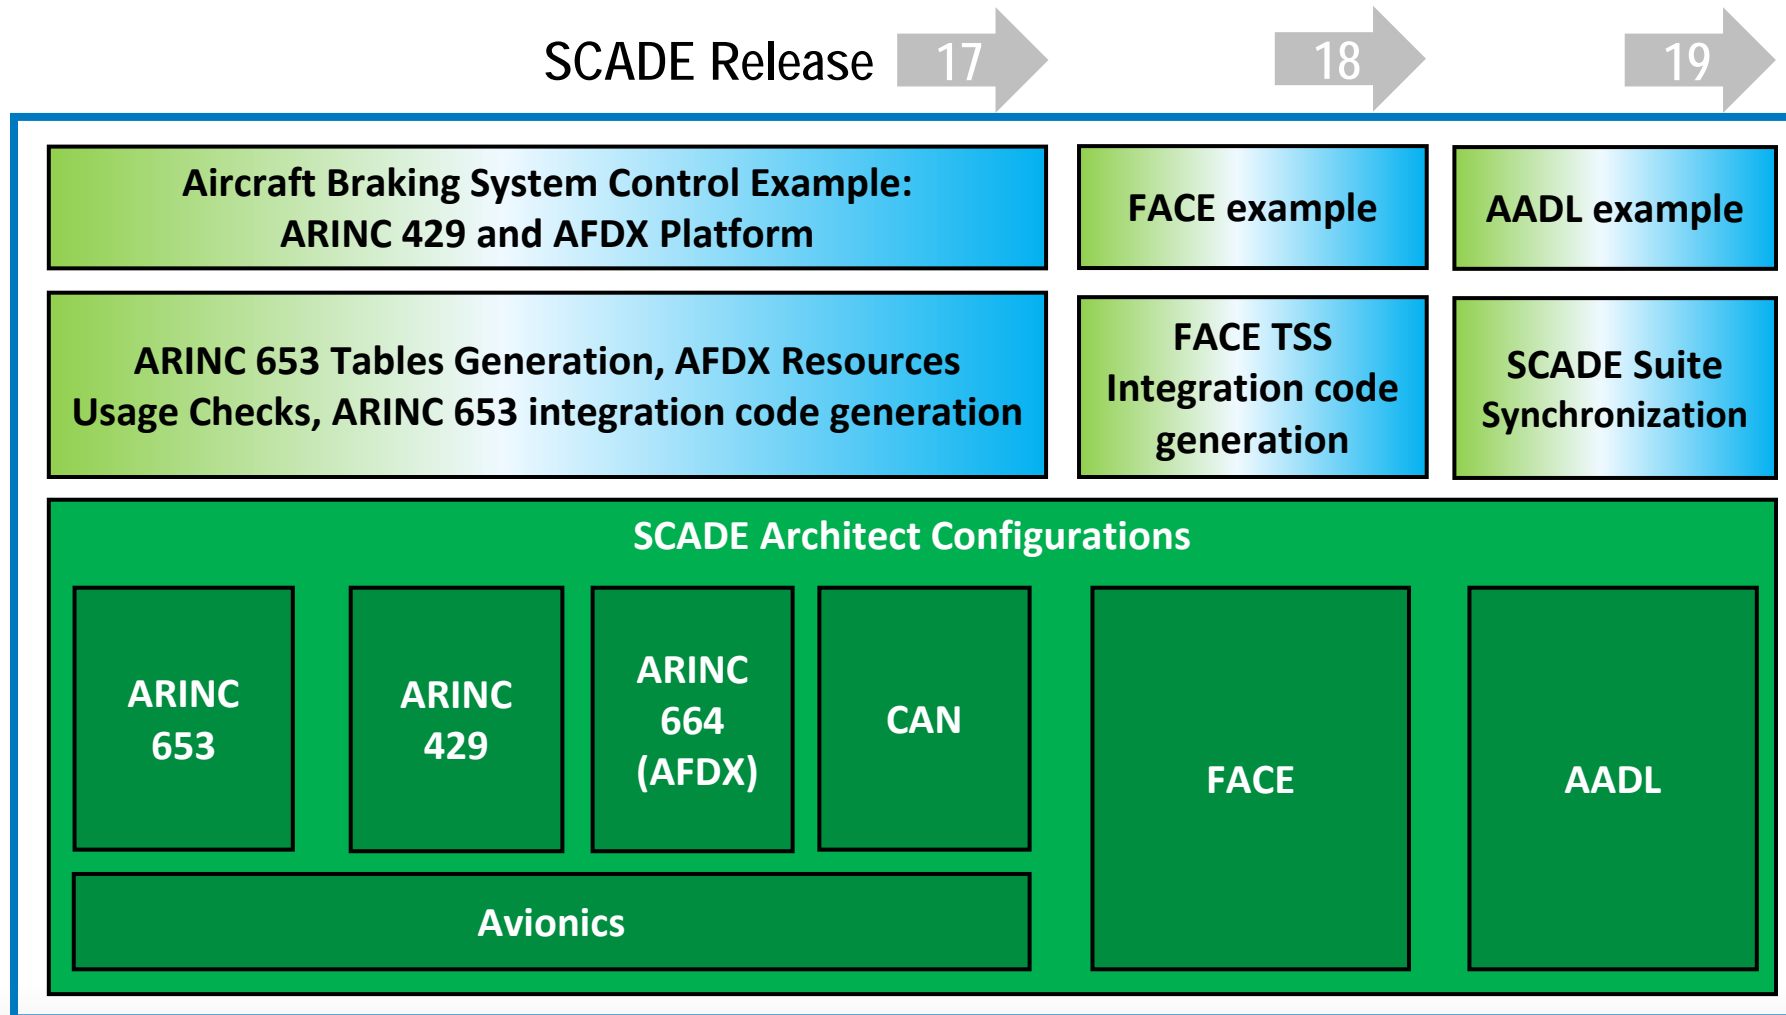 SCADE Release 17 18 19
Aircraft Braking System Control Example:
ARINC 429 and AFDX Platform
FACE example
AADL example
ARINC 653 Tables Generation, AFDX Resources
Usage Checks, ARINC 653 integration code generation
FACE TSS
Integration code
generation
SCADE Suite
Synchronization
SCADE Architect Configurations
ARINC
653
ARINC
429
ARINC
664
(AFDX)
CAN
FACE
AADL
Avionics